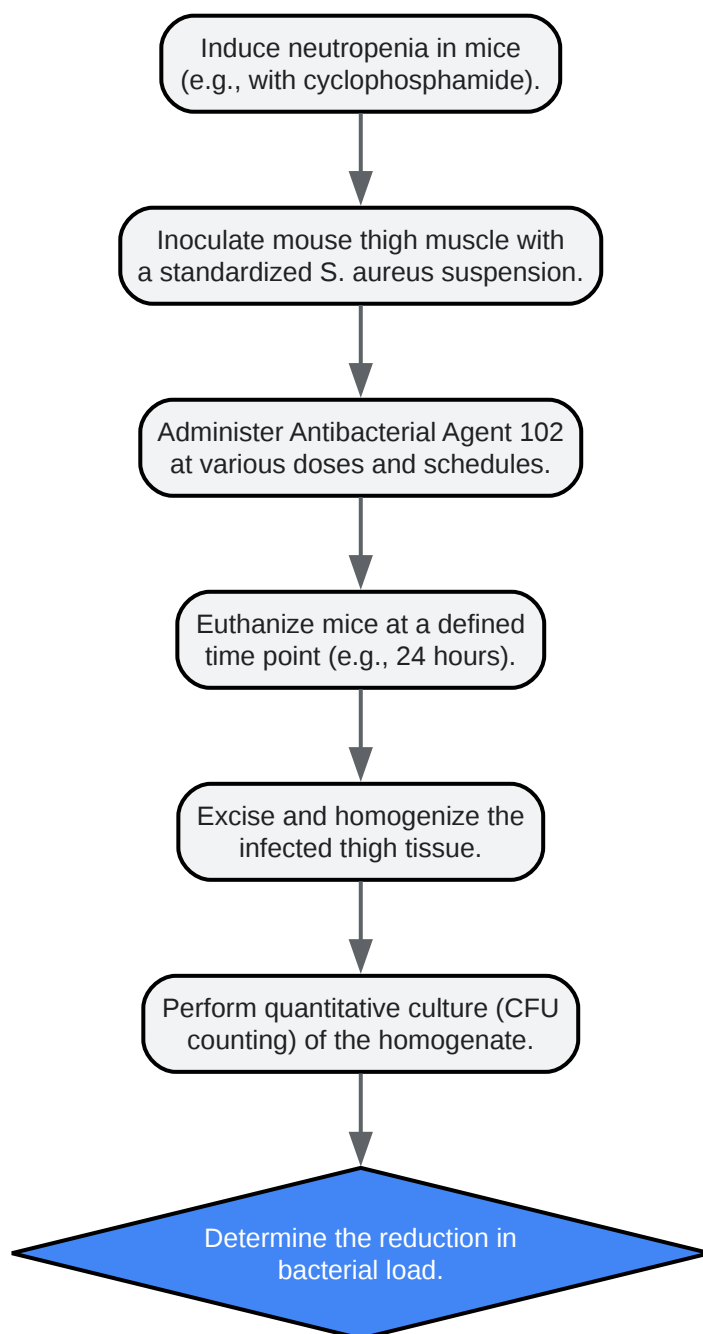 Induce neutropenia in mice
(e.g., with cyclophosphamide).
Inoculate mouse thigh muscle with
a standardized S. aureus suspension.
Administer Antibacterial Agent 102
at various doses and schedules.
Euthanize mice at a defined
time point (e.g., 24 hours).
Excise and homogenize the
infected thigh tissue.
Perform quantitative culture (CFU
counting) of the homogenate.
Determine the reduction in
bacterial load.